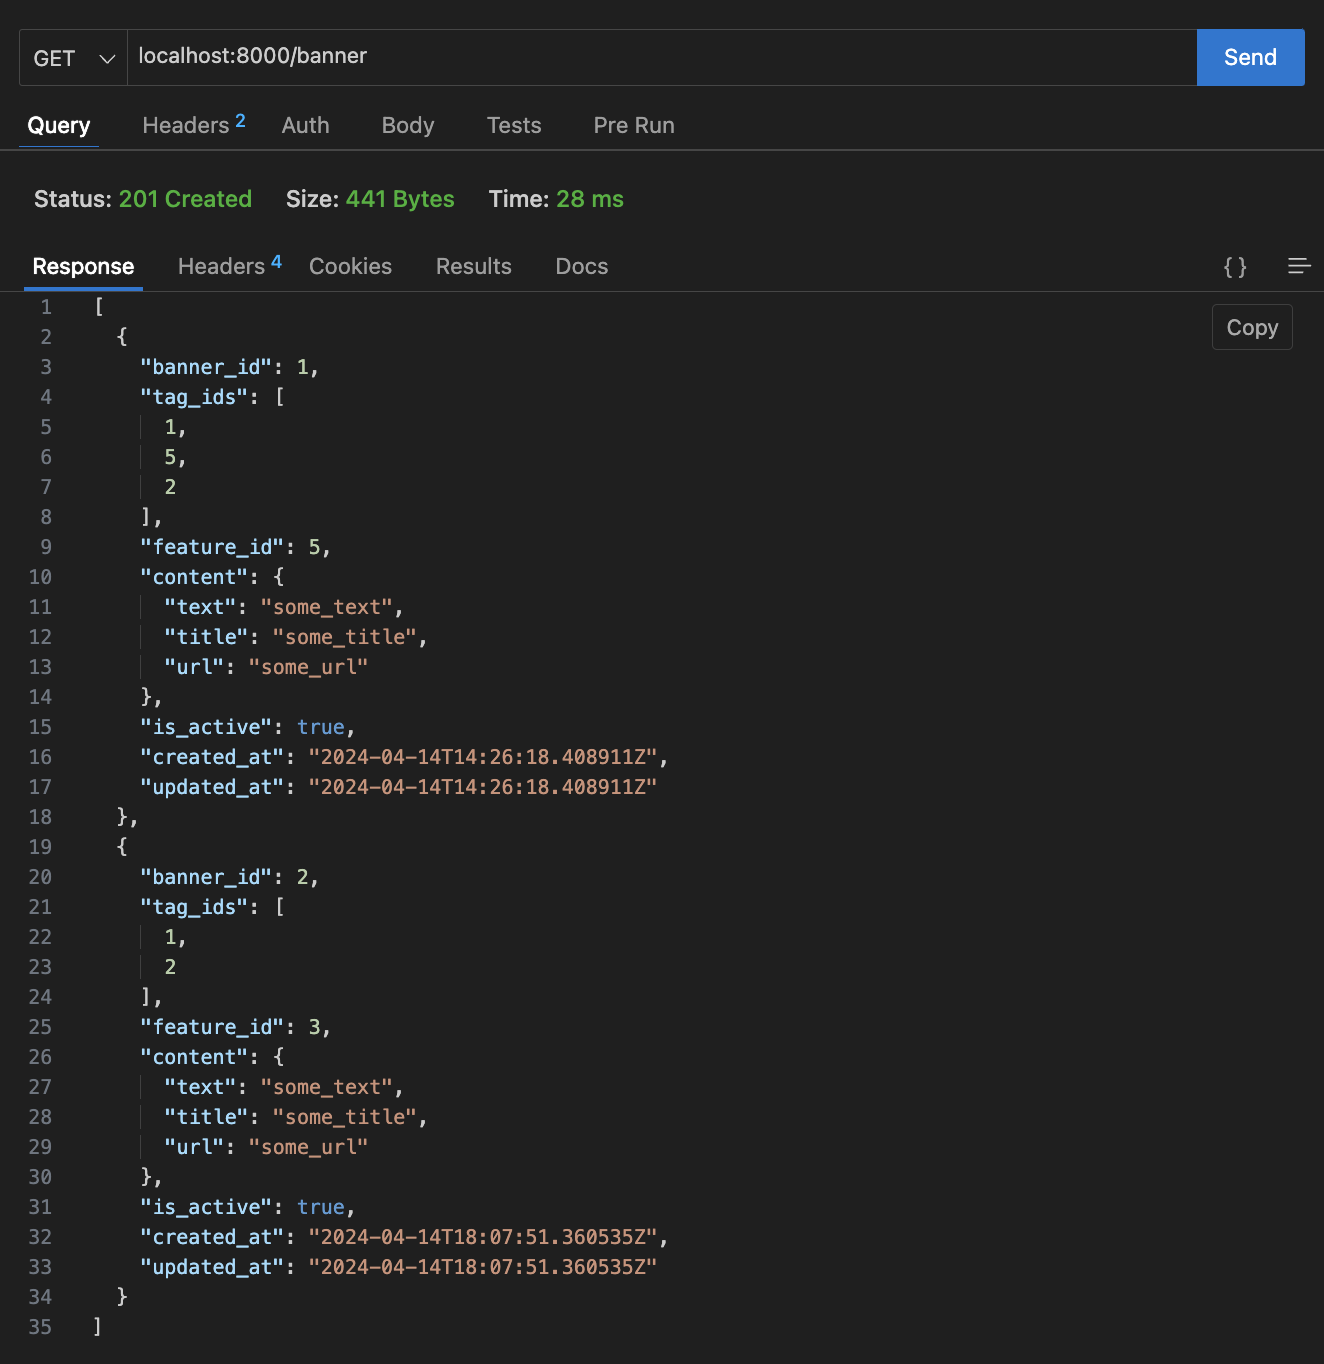 GET localhost:8000/banner Send
Query Headers 2 Auth Body Tests Pre Run
Status: 201 Created Size: 441 Bytes Time: 28 ms
Response Headers 4 Cookies Results Docs { }
Copy
1 [
2 {
3 "banner_id": 1,
4 "tag_ids": [
5 1,
6 5,
7 2
8 ],
9 "feature_id": 5,
10 "content": {
11 "text": "some_text",
12 "title": "some_title",
13 "url": "some_url"
14 },
15 "is_active": true,
16 "created_at": "2024-04-14T14:26:18.408911Z",
17 "updated_at": "2024-04-14T14:26:18.408911Z"
18 },
19 {
20 "banner_id": 2,
21 "tag_ids": [
22 1,
23 2
24 ],
25 "feature_id": 3,
26 "content": {
27 "text": "some_text",
28 "title": "some_title",
29 "url": "some_url"
30 },
31 "is_active": true,
32 "created_at": "2024-04-14T18:07:51.360535Z",
33 "updated_at": "2024-04-14T18:07:51.360535Z"
34 }
35 ]